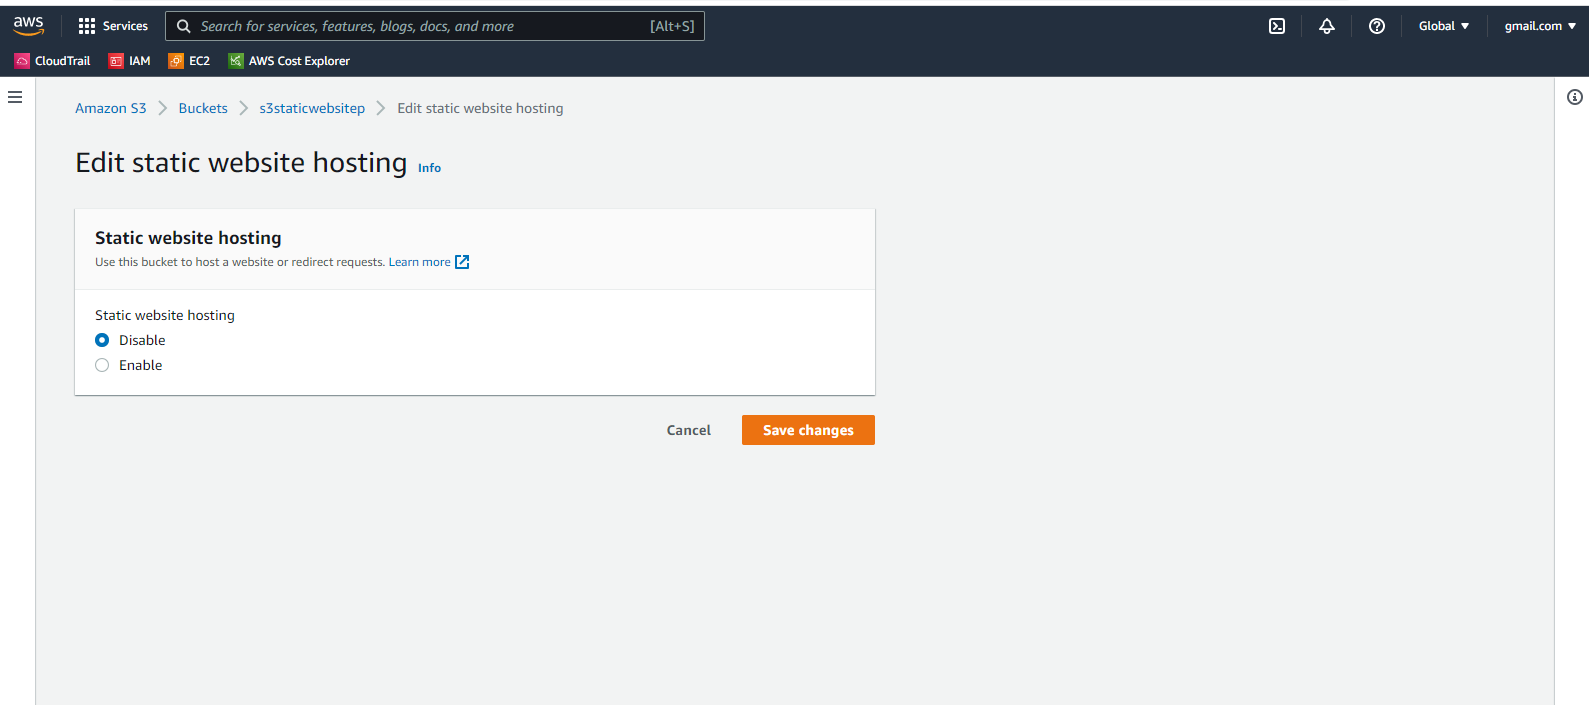 aws Services Search for services, features, blogs, docs, and more [Alt+S] Global gmail.com
CloudTrail IAM EC2 AWS Cost Explorer
Amazon S3 Buckets s3staticwebsitep Edit static website hosting
Edit static website hosting Info
Static website hosting
Use this bucket to host a website or redirect requests. Learn more
Static website hosting
Disable
Enable
Cancel Save changes